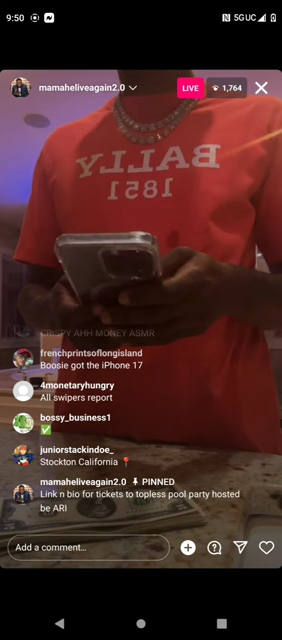 9:50
5GUC
mamaheliveagain2.0
LIVE
1,764
BALLY
1851
CRISPY AHH MONEY ASMR
frenchprintsoflongisland
Boosie got the iPhone 17
4monetaryhungry
All swipers report
bossy_business1
✅
juniorstackindoe_
Stockton California 📍
mamaheliveagain2.0 PINNED
Link n bio for tickets to topless pool party hosted
be ARI
Add a comment...